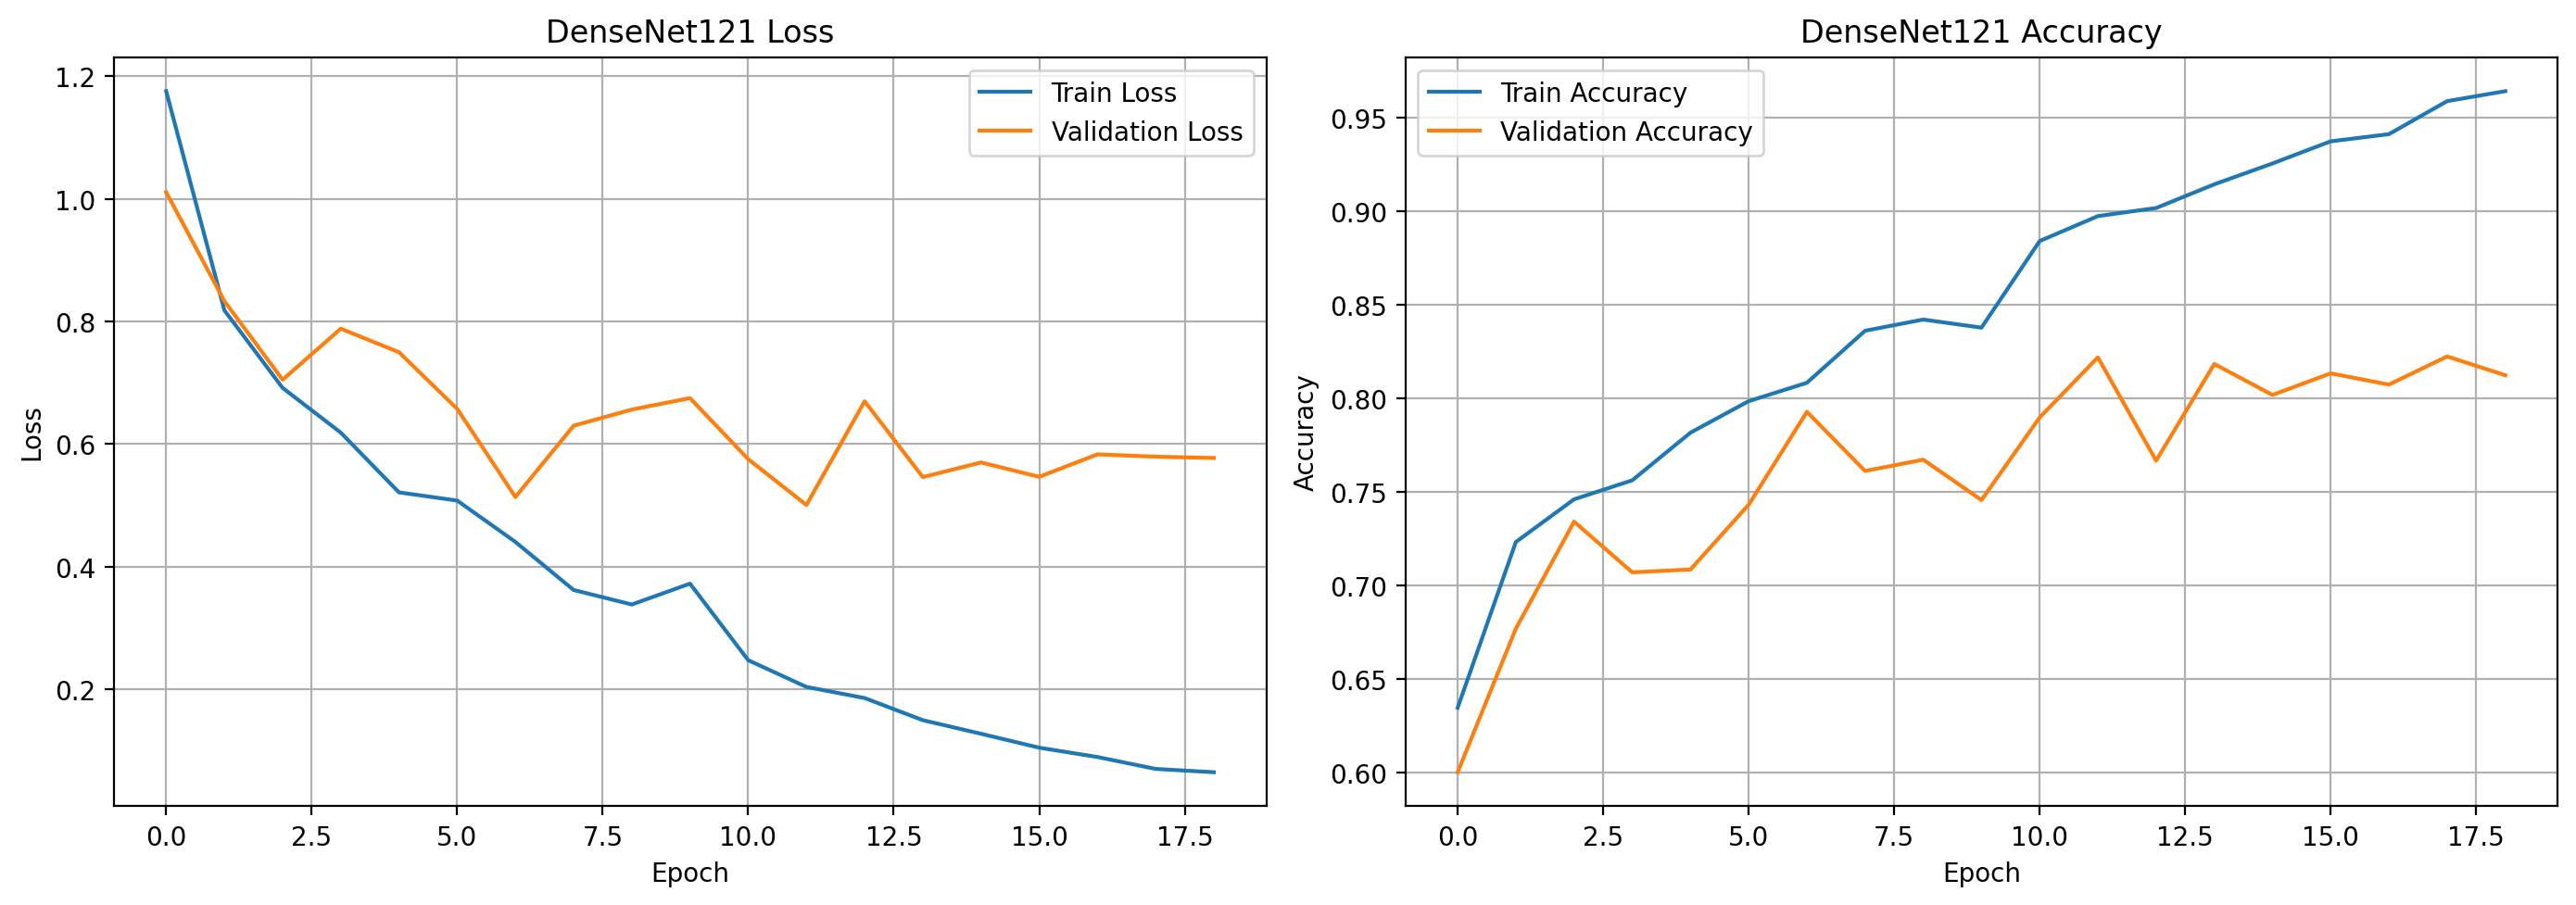 DenseNet121 Loss
1.2
1.0
0.8
0.6
0.4
0.2
Loss
Train Loss
Validation Loss
0.0 2.5 5.0 7.5 10.0 12.5 15.0 17.5
Epoch
DenseNet121 Accuracy
0.95
0.90
0.85
0.80
0.75
0.70
0.65
0.60
Accuracy
Train Accuracy
Validation Accuracy
0.0 2.5 5.0 7.5 10.0 12.5 15.0 17.5
Epoch